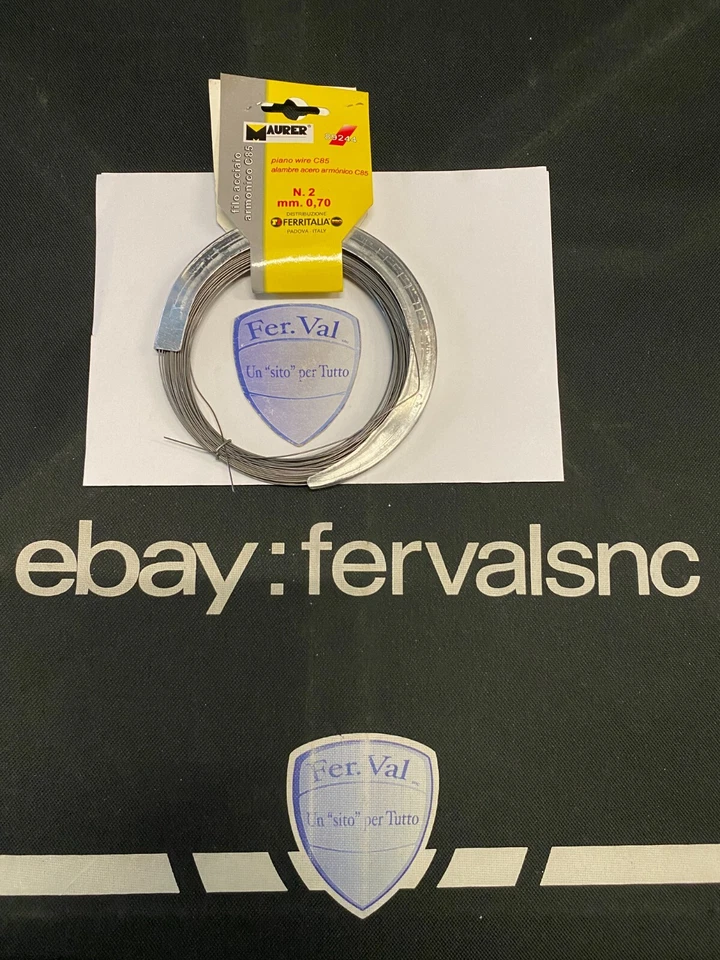 MAURER®
filo acciaio
armonico C85
piano wire C85
alambre acero armónico C85
N. 2
mm. 0,70
DISTRIBUZIONE
FERRITALIA
PADOVA - ITALY
Fer.Val
Un "sito" per Tutto
ebay:fervalsnc
Fer.Val
Un "sito" per Tutto